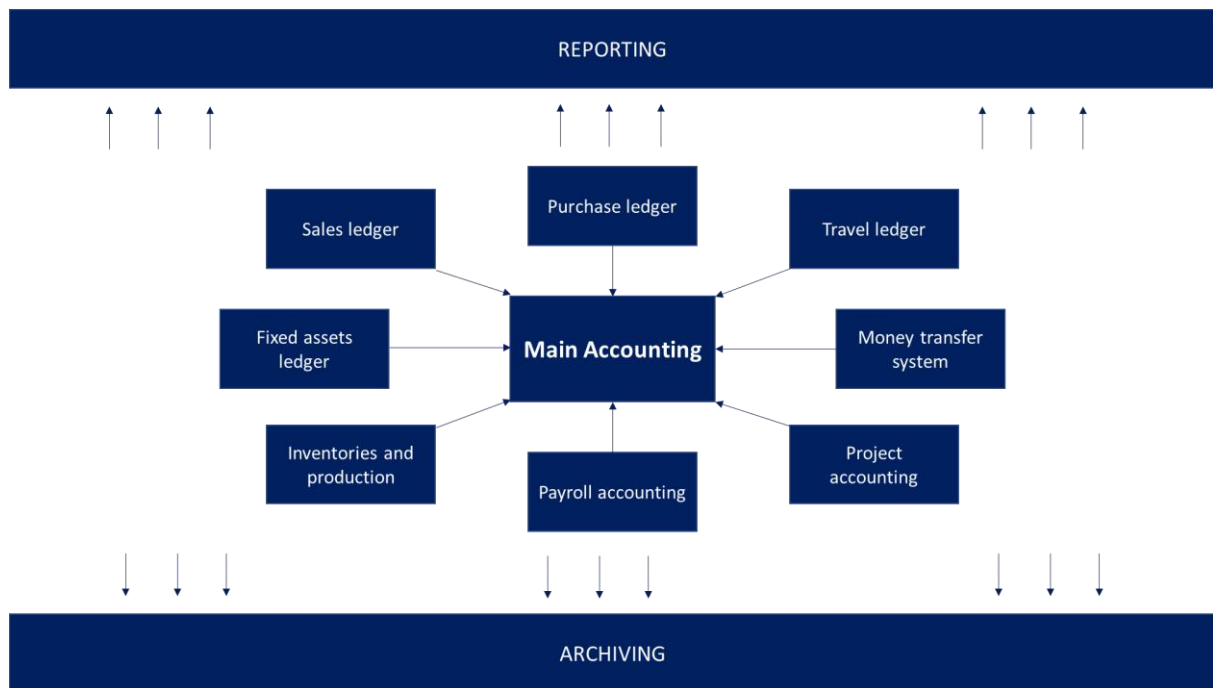 REPORTING
Purchase ledger
Sales ledger
Travel ledger
Fixed assets
ledger
Main Accounting
Money transfer
system
Inventories and
production
Payroll accounting
Project
accounting
ARCHIVING